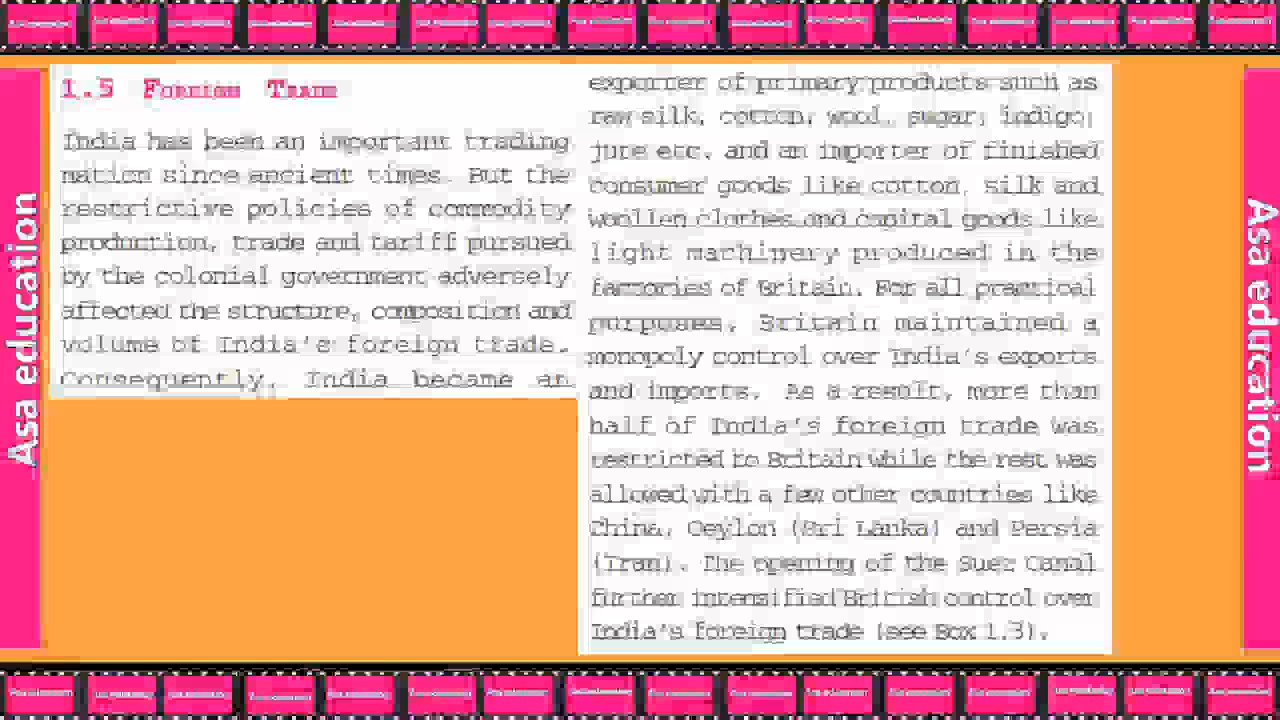 1.5 Foreign Trade
India has been an important trading
nation since ancient times. But the
restrictive policies of commodity
production, trade and tariff pursued
by the colonial government adversely
affected the structure, composition and
volume of India's foreign trade.
Consequently, India became an
exporter of primary products such as
raw silk, cotton, wool, sugar, indigo,
jute etc. and an importer of finished
consumer goods like cotton, silk and
woollen clothes and capital goods like
light machinery produced in the
factories of Britain. For all practical
purposes, Britain maintained a
monopoly control over India's exports
and imports. As a result, more than
half of India's foreign trade was
restricted to Britain while the rest was
allowed with a few other countries like
China, Ceylon (Sri Lanka) and Persia
(Iran). The opening of the Suez Canal
further intensified British control over
India's foreign trade (see Box 1.3).
Asa education
Asa education